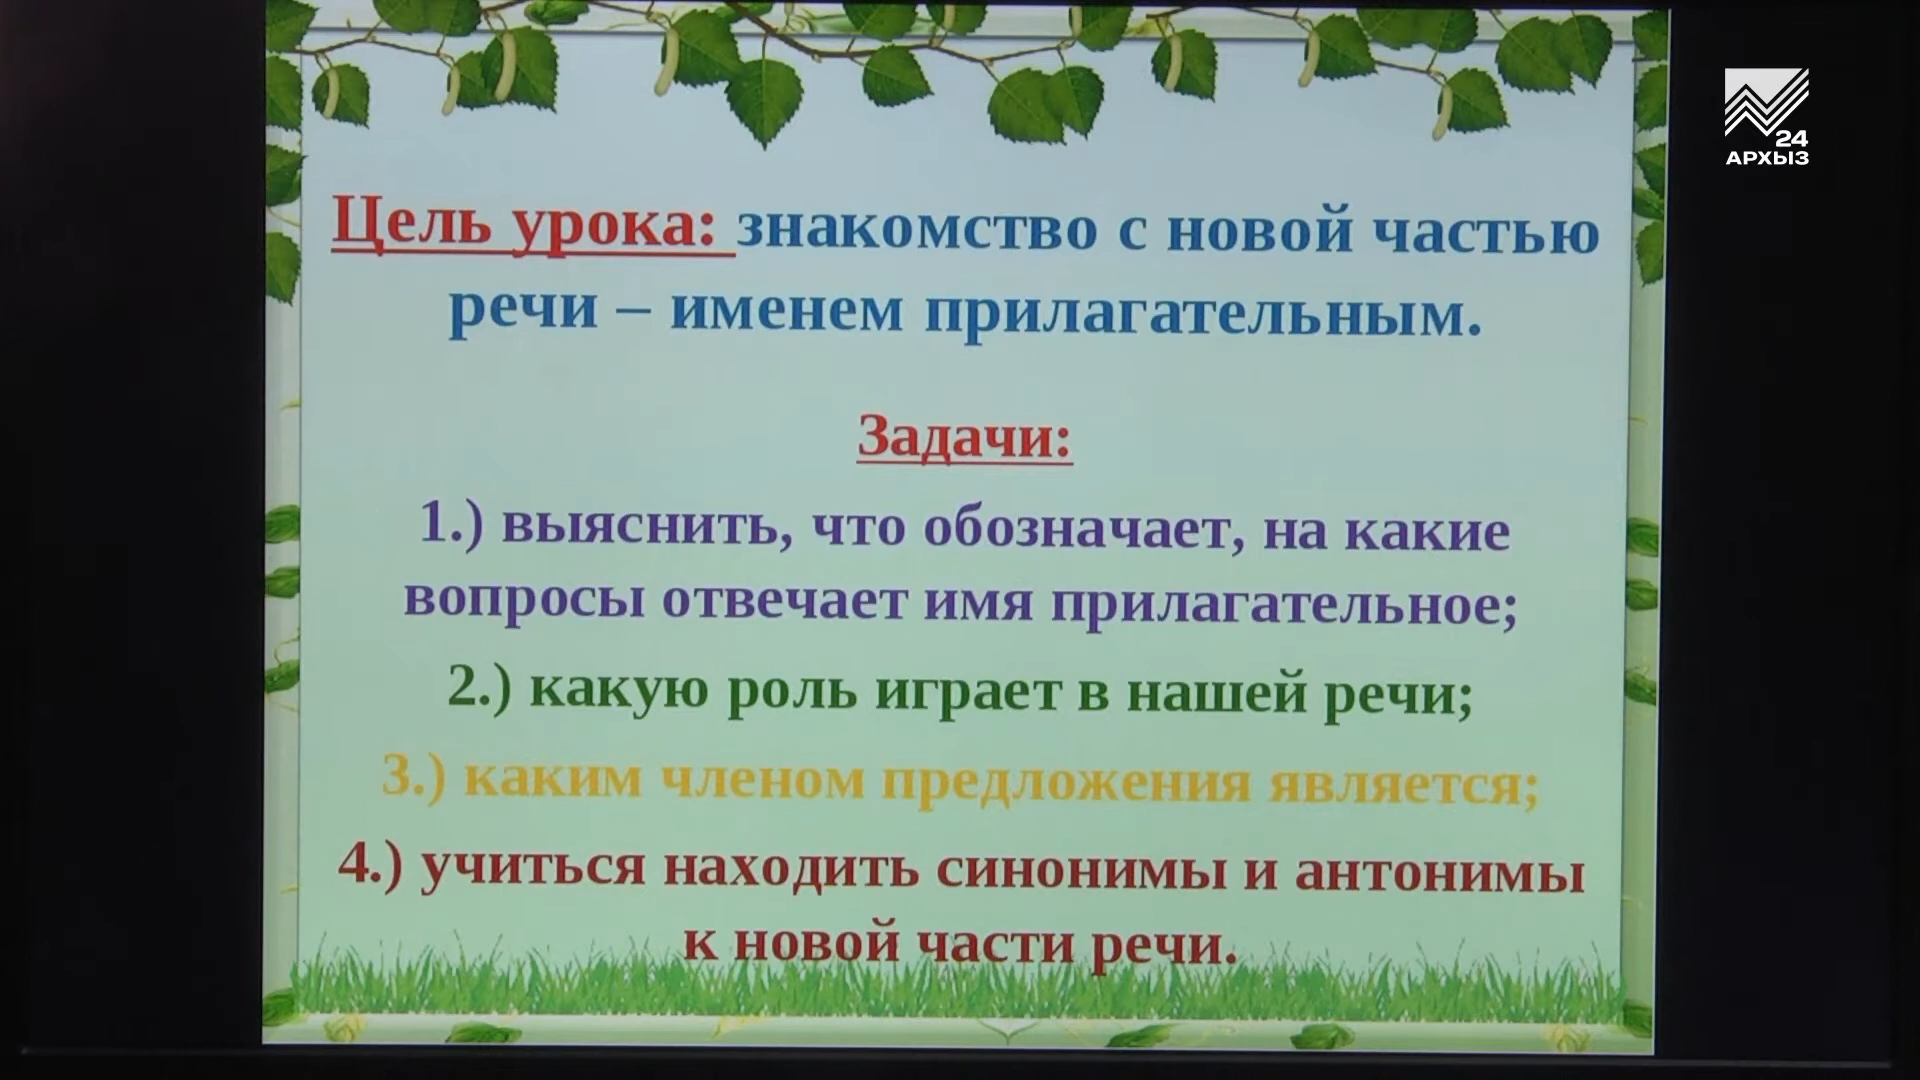 24
АРХЫЗ
Цель урока: знакомство с новой частью
речи – именем прилагательным.
Задачи:
1.) выяснить, что обозначает, на какие
вопросы отвечает имя прилагательное;
2.) какую роль играет в нашей речи;
3.) каким членом предложения является;
4.) учиться находить синонимы и антонимы
к новой части речи.